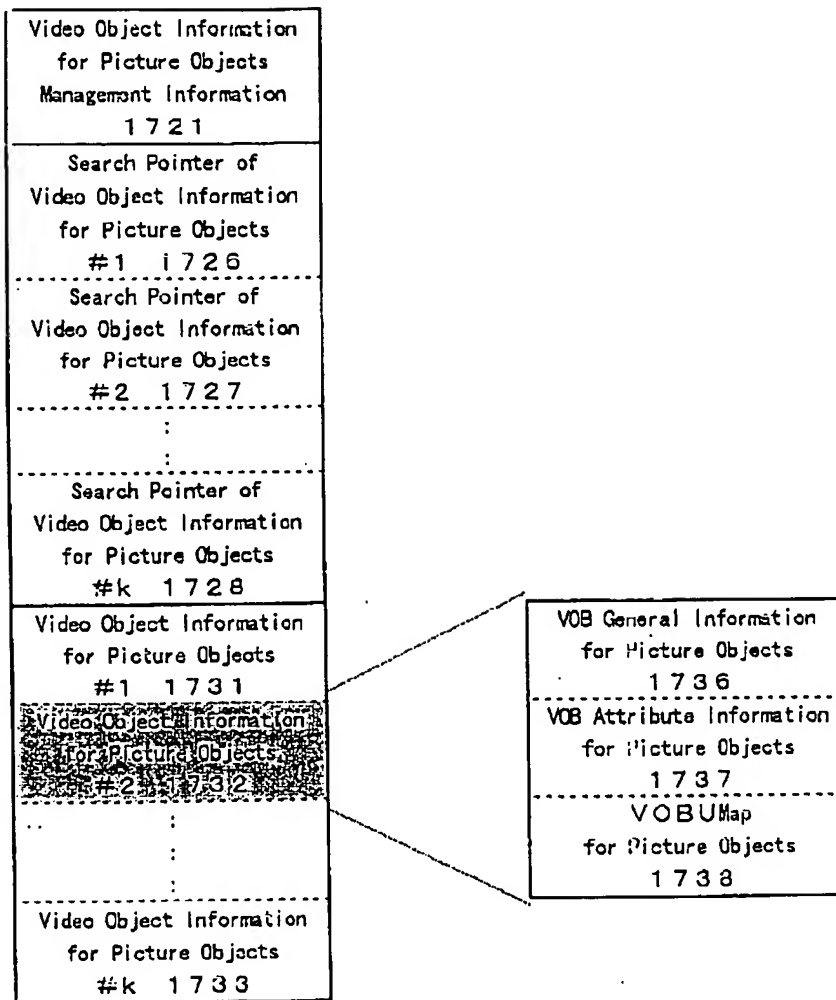 Video Object Information
for Picture Objects
Management Information
1721
Search Pointer of
Video Object Information
for Picture Objects
#1 1726
Search Pointer of
Video Object Information
for Picture Objects
#2 1727
:
:
Search Pointer of
Video Object Information
for Picture Objects
#k 1728
Video Object Information
for Picture Objects
#1 1731
Video Object Information
for Picture Objects
#2 1732
:
:
:
Video Object Information
for Picture Objects
#k 1733
VOB General Information
for Picture Objects
1736
VOB Attribute Information
for Picture Objects
1737
VOBUMap
for Picture Objects
1738